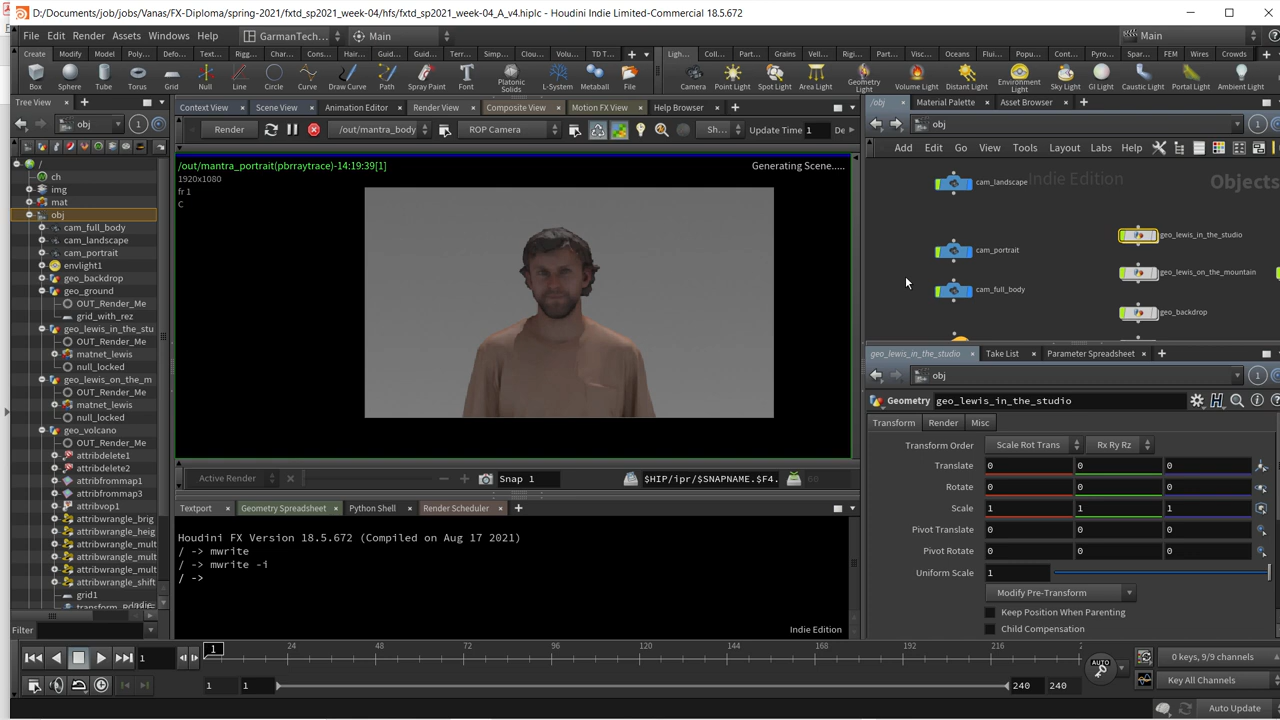 D:/Documents/job/jobs/Vanas/FX-Diploma/spring-2021/fxtd_sp2021_week-04/hfs/fxtd_sp2021_week-04_A_v4.hiplc - Houdini Indie Limited-Commercial 18.5.672
File Edit Render Assets Windows Help GarmanTech... Main Main
Create Modify Model Poly... Defo... Text... Rigg... Char... Cons... Hair... Guid... Guid... Terr... Simp... Clou... Volu... TD T...
Ligh... Coll... Part... Grains Vell... Rigi... Part... Visc... Oceans Flui... Popu... Cont... Pyro... Spar... FEM Wires Crowds
Box Sphere Tube Torus Grid Null Line Circle Curve Draw Curve Path Spray Paint Font Platonic Solids L-System Metaball File
Camera Point Light Spot Light Area Light Geometry Light Volume Light Distant Light Environment Light Sky Light GI Light Caustic Light Portal Light Ambient Light
Tree View
Context View Scene View Animation Editor Render View Composite View Motion FX View Help Browser
/obj Material Palette Asset Browser
obj 1
Render /out/mantra_body ROP Camera Sh... Update Time 1 De
obj 1
Add Edit Go View Tools Layout Labs Help
/out/mantra_portrait(pbrraytrace)-14:19:39[1]
Generating Scene.....
1920x1080
fr 1
C
Indie Edition
Objects
cam_landscape
cam_portrait
cam_full_body
geo_lewis_in_the_studio
geo_lewis_on_the_mountain
geo_backdrop
/
ch
img
mat
obj
cam_full_body
cam_landscape
cam_portrait
envlight1
geo_backdrop
geo_ground
OUT_Render_Me
grid_with_rez
geo_lewis_in_the_stu
OUT_Render_Me
matnet_lewis
null_locked
geo_lewis_on_the_m
OUT_Render_Me
matnet_lewis
null_locked
geo_volcano
OUT_Render_Me
attribdelete1
attribdelete2
attribfrommap1
attribfrommap3
attribvop1
attribwrangle_brig
attribwrangle_heig
attribwrangle_mult
attribwrangle_mult
attribwrangle_mult
attribwrangle_shift
grid1
Filter
Active Render Snap 1 $HIP/ipr/$SNAPNAME.$F4.
Textport Geometry Spreadsheet Python Shell Render Scheduler
Houdini FX Version 18.5.672 (Compiled on Aug 17 2021)
/ -> mwrite
/ -> mwrite -i
/ ->
Indie Edition
geo_lewis_in_the_studio Take List Parameter Spreadsheet
obj 1
Geometry geo_lewis_in_the_studio
Transform Render Misc
Transform Order Scale Rot Trans Rx Ry Rz
Translate 0 0 0
Rotate 0 0 0
Scale 1 1 1
Pivot Translate 0 0 0
Pivot Rotate 0 0 0
Uniform Scale 1
Modify Pre-Transform
Keep Position When Parenting
Child Compensation
1 1 24 48 72 96 120 144 168 192 216
1 1 240 240
AUTO
0 keys, 9/9 channels
Key All Channels
Auto Update